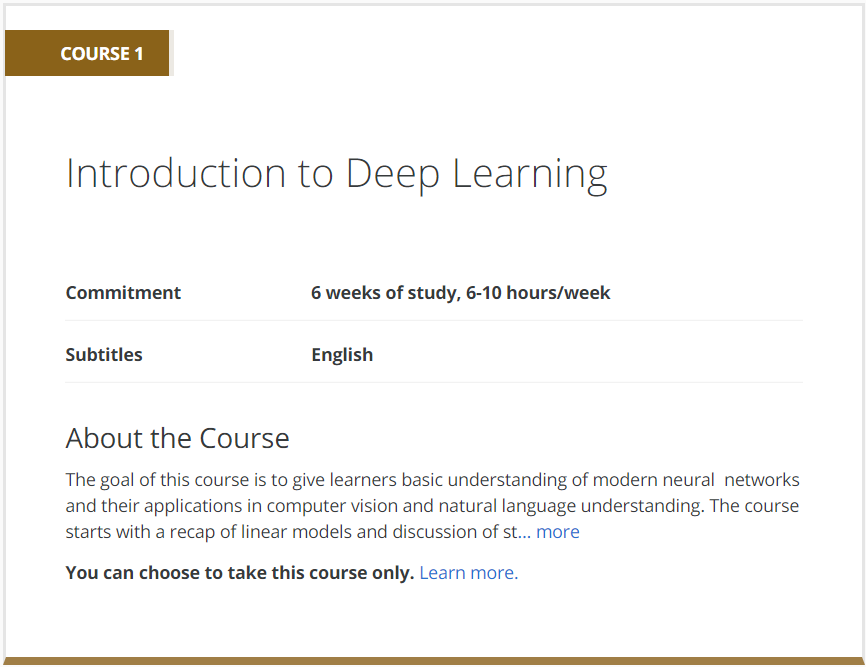 COURSE 1
Introduction to Deep Learning
Commitment 6 weeks of study, 6-10 hours/week
Subtitles English
About the Course
The goal of this course is to give learners basic understanding of modern neural  networks
and their applications in computer vision and natural language understanding. The course
starts with a recap of linear models and discussion of st... more
You can choose to take this course only. Learn more.